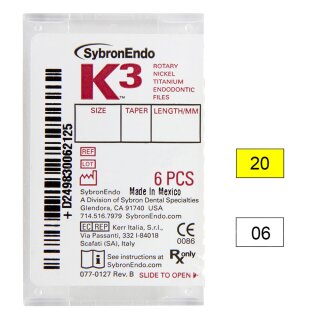 SybronEndo
K3™
ROTARY
NICKEL
TITANIUM
ENDODONTIC
FILES
SIZE TAPER LENGTH/MM
+D249830062125
REF
LOT
6 PCS
SybronEndo Made In Mexico
A Division of Sybron Dental Specialties
Glendora, CA 91740 USA
714.516.7979 SybronEndo.com
EC REP Kerr Italia, S.r.l.
Via Passanti, 332 I-84018
Scafati (SA), Italy
CE
0086
i See instructions at
SybronEndo.com
Rx only
077-0127 Rev. B SLIDE TO OPEN
20
06